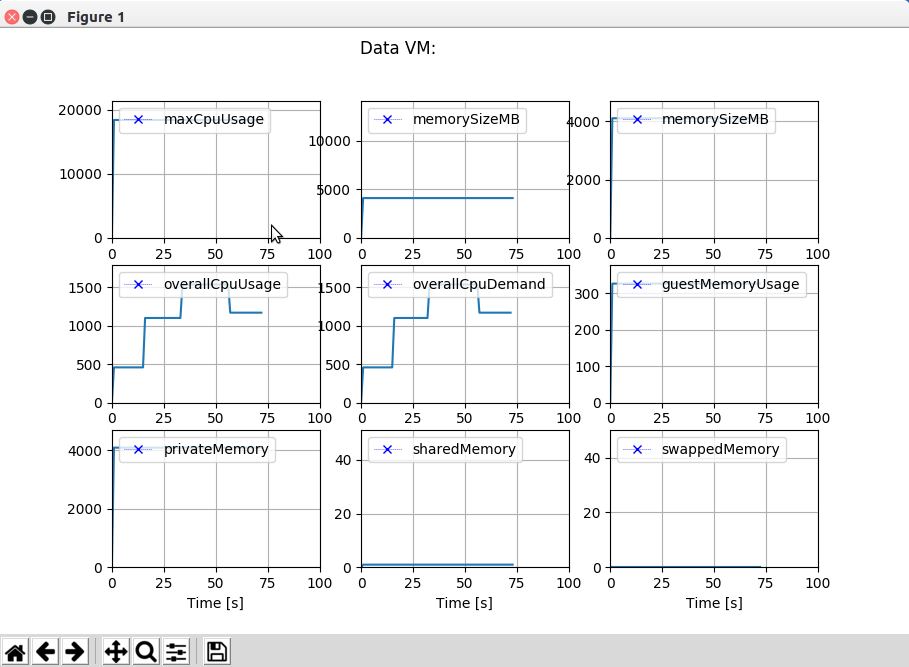 Figure 1
Data VM:
maxCpuUsage
20000
10000
0
0 25 50 75 100
memorySizeMB
10000
5000
0
0 25 50 75 100
memorySizeMB
4000
2000
0
0 25 50 75 100
overallCpuUsage
1500
1000
500
0
0 25 50 75 100
overallCpuDemand
1500
1000
500
0
0 25 50 75 100
guestMemoryUsage
300
200
100
0
0 25 50 75 100
privateMemory
4000
2000
0
0 25 50 75 100
Time [s]
sharedMemory
40
20
0
0 25 50 75 100
Time [s]
swappedMemory
40
20
0
0 25 50 75 100
Time [s]